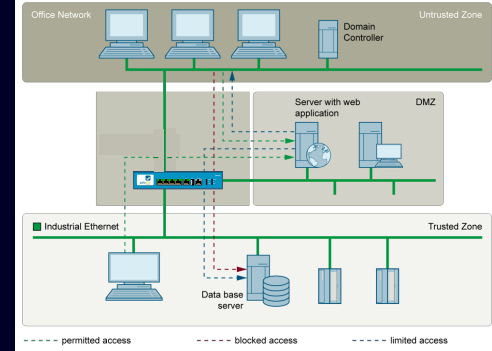 Office Network
Untrusted Zone
Domain
Controller
Server with web
application
DMZ
Industrial Ethernet
Trusted Zone
Data base
server
permitted access
blocked access
limited access